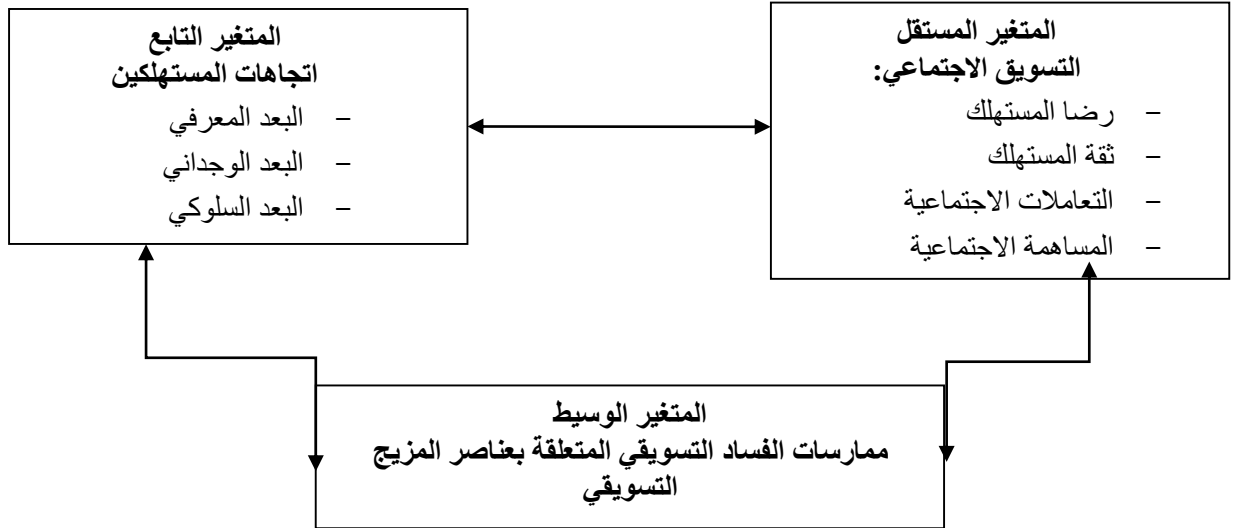 المتغير المستقل
التسويق الاجتماعي:
– رضا المستهلك
– ثقة المستهلك
– التعاملات الاجتماعية
– المساهمة الاجتماعية
المتغير التابع
اتجاهات المستهلكين
– البعد المعرفي
– البعد الوجداني
– البعد السلوكي
المتغير الوسيط
ممارسات الفساد التسويقي المتعلقة بعناصر المزيج
التسويقي